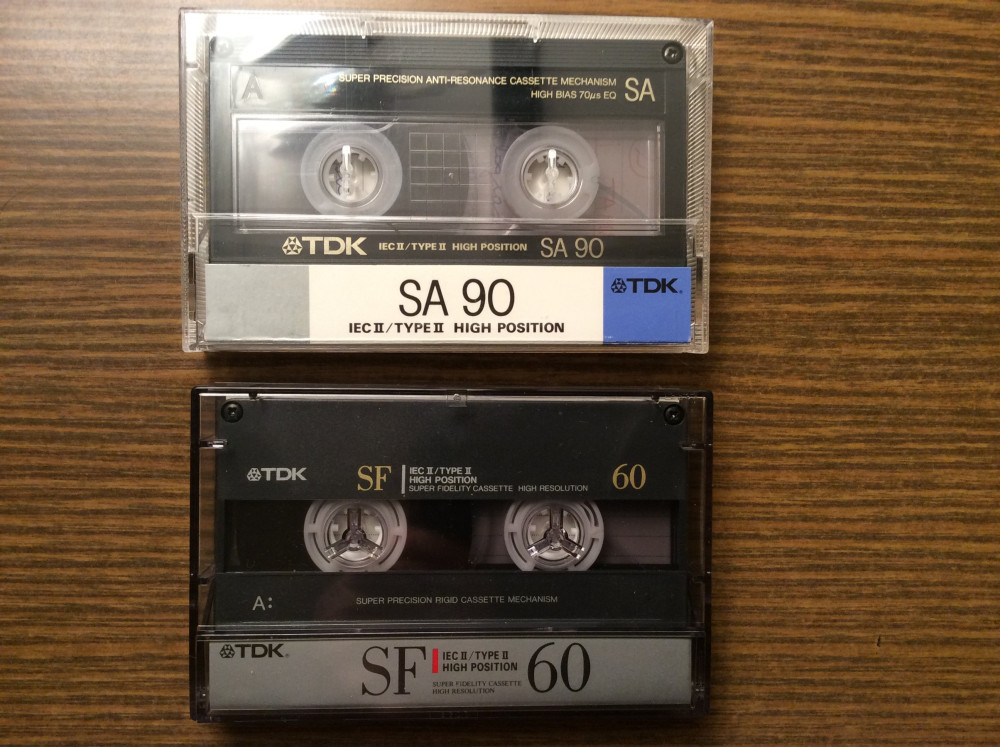 A SUPER PRECISION ANTI-RESONANCE CASSETTE MECHANISM SA
HIGH BIAS 70µs EQ
TDK IEC II/TYPE II HIGH POSITION SA 90
SA 90
IEC II/TYPE II HIGH POSITION
TDK.
TDK SF IEC II/TYPE II 60
HIGH POSITION
SUPER FIDELITY CASSETTE HIGH RESOLUTION
A: SUPER PRECISION RIGID CASSETTE MECHANISM
TDK. SF IEC II/TYPE II 60
HIGH POSITION
SUPER FIDELITY CASSETTE
HIGH RESOLUTION